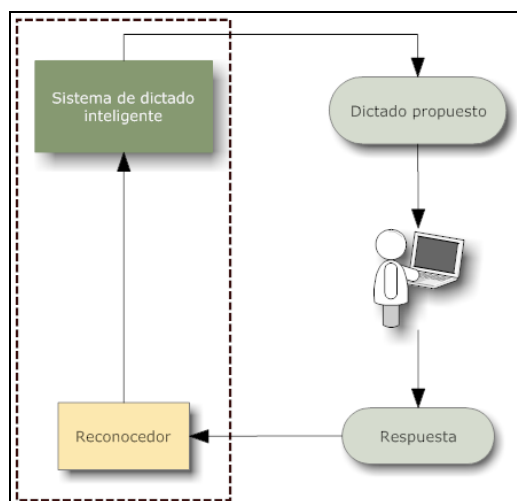 Sistema de dictado
inteligente
Dictado propuesto
Reconocedor
Respuesta